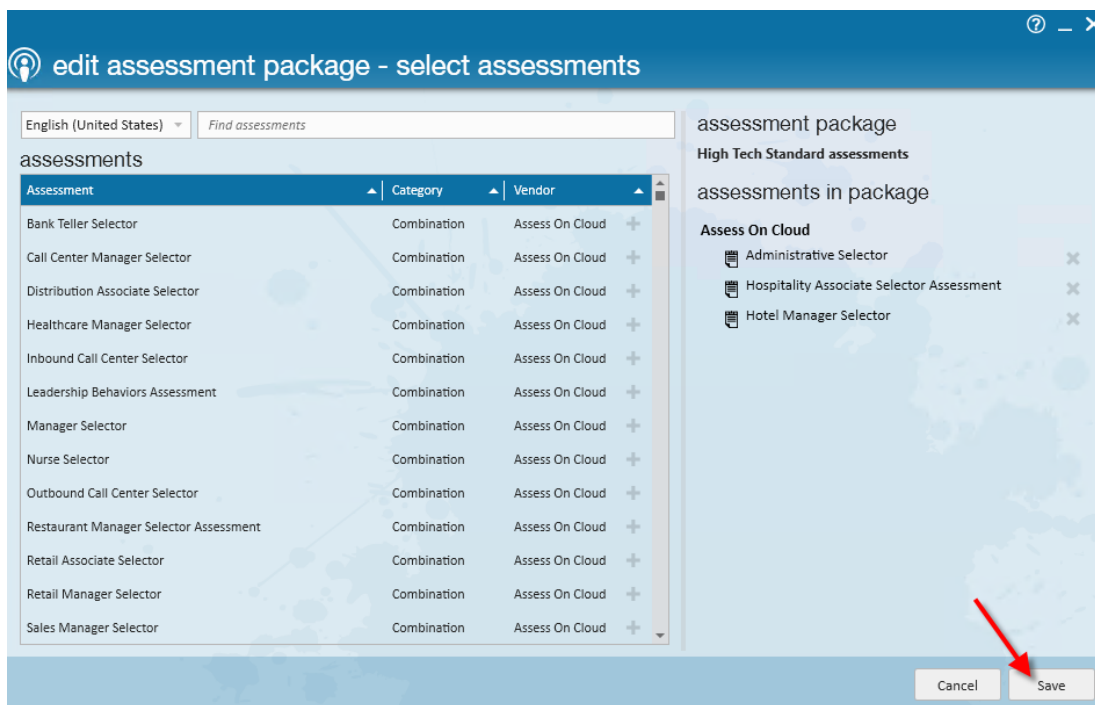 edit assessment package - select assessments
English (United States) Find assessments
assessments
Assessment Category Vendor
Bank Teller Selector Combination Assess On Cloud
Call Center Manager Selector Combination Assess On Cloud
Distribution Associate Selector Combination Assess On Cloud
Healthcare Manager Selector Combination Assess On Cloud
Inbound Call Center Selector Combination Assess On Cloud
Leadership Behaviors Assessment Combination Assess On Cloud
Manager Selector Combination Assess On Cloud
Nurse Selector Combination Assess On Cloud
Outbound Call Center Selector Combination Assess On Cloud
Restaurant Manager Selector Assessment Combination Assess On Cloud
Retail Associate Selector Combination Assess On Cloud
Retail Manager Selector Combination Assess On Cloud
Sales Manager Selector Combination Assess On Cloud
assessment package
High Tech Standard assessments
assessments in package
Assess On Cloud
Administrative Selector
Hospitality Associate Selector Assessment
Hotel Manager Selector
Cancel Save